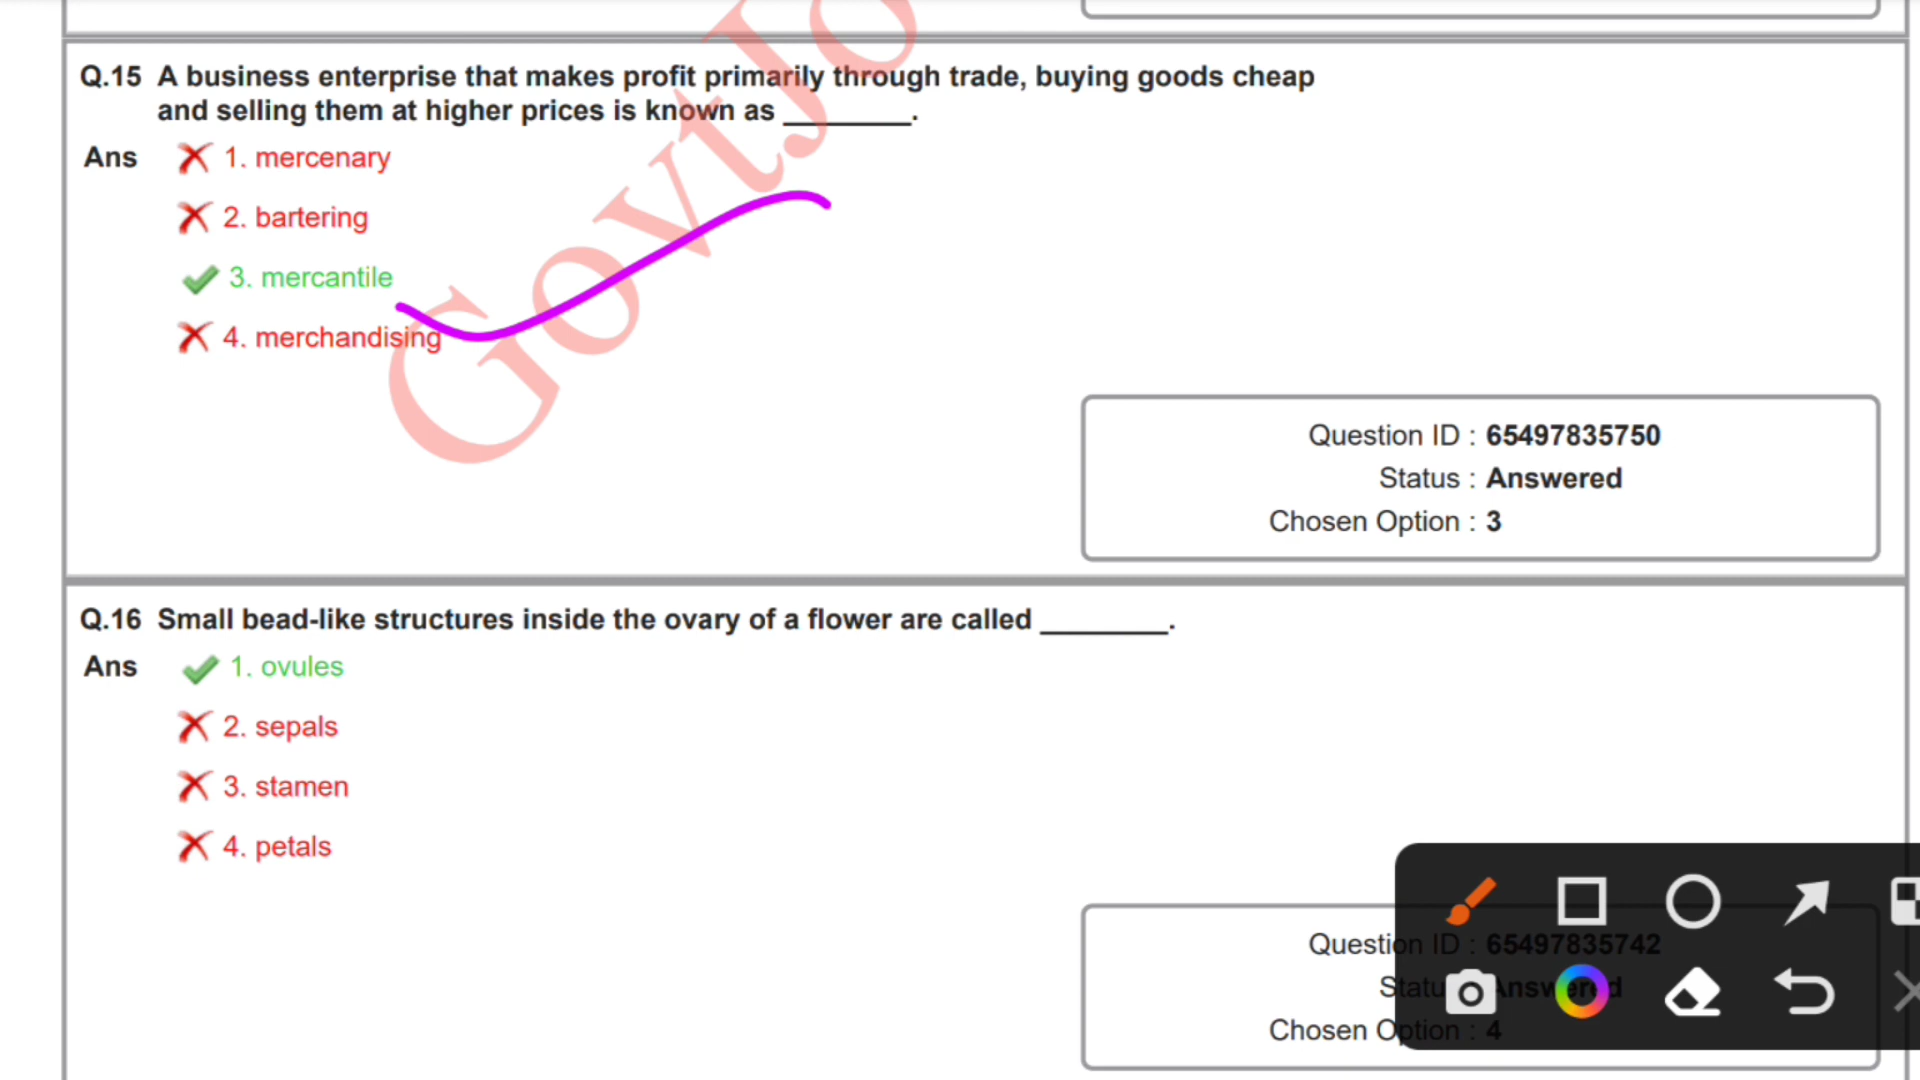 Q.15 A business enterprise that makes profit primarily through trade, buying goods cheap
and selling them at higher prices is known as ________.
Ans 1. mercenary
2. bartering
3. mercantile
4. merchandising
GovtJo
Question ID : 65497835750
Status : Answered
Chosen Option : 3
Q.16 Small bead-like structures inside the ovary of a flower are called ________.
Ans 1. ovules
2. sepals
3. stamen
4. petals
Question ID : 65497835742
Status : Answered
Chosen Option : 4